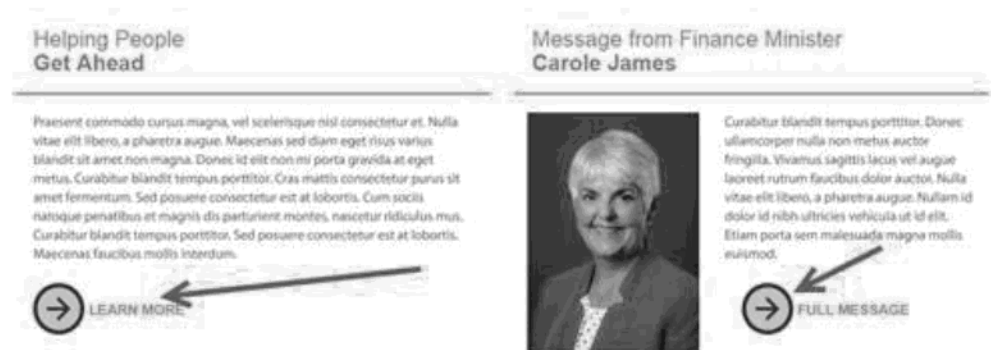 Helping People
Get Ahead
Praesent commodo cursus magna, vel scelerisque nisl consectetur et. Nulla
vitae elit libero, a pharetra augue. Maecenas sed diam eget risus varius
blandit sit amet non magna. Donec id elit non mi porta gravida at eget
metus. Curabitur blandit tempus porttitor. Cras mattis consectetur purus sit
amet fermentum. Sed posuere consectetur est at lobortis. Cum sociis
natoque penatibus et magnis dis parturient montes, nascetur ridiculus mus.
Curabitur blandit tempus porttitor. Sed posuere consectetur est at lobortis.
Maecenas faucibus mollis interdum.
LEARN MORE
Message from Finance Minister
Carole James
Curabitur blandit tempus porttitor. Donec
ullamcorper nulla non metus auctor
fringilla. Vivamus sagittis lacus vel augue
laoreet rutrum faucibus dolor auctor. Nulla
vitae elit libero, a pharetra augue. Nullam id
dolor id nibh ultricies vehicula ut id elit.
Etiam porta sem malesuada magna mollis
euismod.
FULL MESSAGE